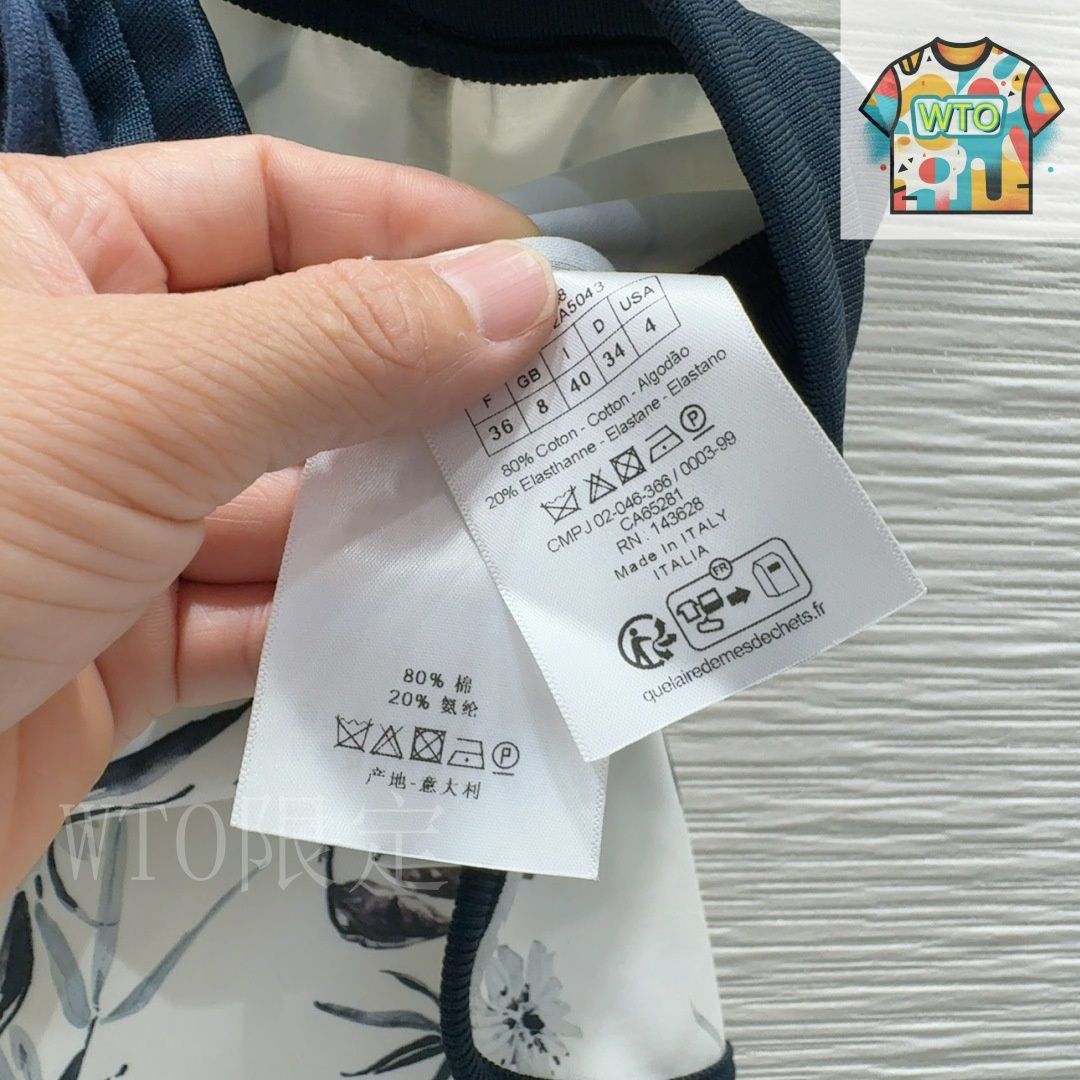 WTO
2A5043
F GB I D USA
36 8 40 34 4
80% Coton - Cotton - Algodão
20% Elasthanne - Elastane - Elastano
P
CMPJ 02-046-366 / 0003-99
CA65281
RN : 143628
Made in ITALY
ITALIA
FR
quelairedemesdechets.fr
80% 棉
20% 氨纶
P
产地-意大利
WTO限定